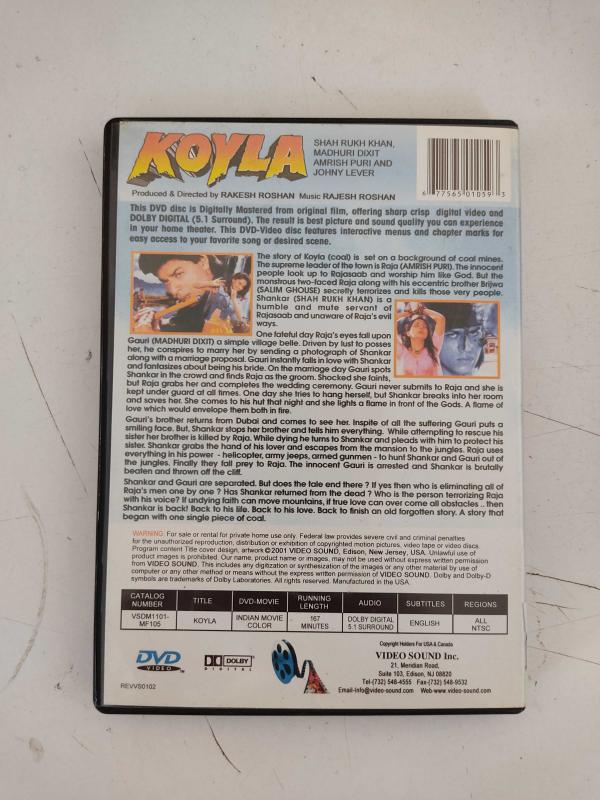 KOYLA
SHAH RUKH KHAN,
MADHURI DIXIT
AMRISH PURI AND
JOHNY LEVER
6 77565 01059 3
Produced & Directed by RAKESH ROSHAN Music RAJESH ROSHAN
This DVD disc is Digitally Mastered from original film, offering sharp crisp digital video and
DOLBY DIGITAL (5.1 Surround). The result is best picture and sound quality you can experience
in your home theater. This DVD-Video disc features interactive menus and chapter marks for
easy access to your favorite song or desired scene.
The story of Koyla (coal) is set on a background of coal mines.
The supreme leader of the town is Raja (AMRISH PURI). The innocent
people look up to Rajasaab and worship him like God. But the
monstrous two-faced Raja along with his eccentric brother Brijwa
(SALIM GHOUSE) secretly terrorizes and kills those very people.
Shankar (SHAH RUKH KHAN) is a
humble and mute servant of
Rajasaab and unaware of Raja's evil
ways.
One fateful day Raja's eyes fall upon
Gauri (MADHURI DIXIT) a simple village belle. Driven by lust to posses
her, he conspires to marry her by sending a photograph of Shankar
along with a marriage proposal. Gauri instantly falls in love with Shankar
and fantasizes about being his bride. On the marriage day Gauri spots
Shankar in the crowd and finds Raja as the groom. Shocked she faints,
but Raja grabs her and completes the wedding ceremony. Gauri never submits to Raja and she is
kept under guard at all times. One day she tries to hang herself, but Shankar breaks into her room
and saves her. She comes to his hut that night and she lights a flame in front of the Gods. A flame of
love which would envelope them both in fire.
Gauri's brother returns from Dubai and comes to see her. Inspite of all the suffering Gauri puts a
smiling face. But, Shankar stops her brother and tells him everything. While attempting to rescue his
sister her brother is killed by Raja. While dying he turns to Shankar and pleads with him to protect his
sister. Shankar grabs the hand of his lover and escapes from the mansion to the jungles. Raja uses
everything in his power - helicopter, army jeeps, armed gunmen - to hunt Shankar and Gauri out of
the jungles. Finally they fall prey to Raja. The innocent Gauri is arrested and Shankar is brutally
beaten and thrown off the cliff.
Shankar and Gauri are separated. But does the tale end there ? If yes then who is eliminating all of
Raja's men one by one ? Has Shankar returned from the dead ? Who is the person terrorizing Raja
with his voice? If undying faith can move mountains, if true love can over come all obstacles .. then
Shankar is back! Back to his life. Back to his love. Back to finish an old forgotten story. A story that
began with one single piece of coal.
WARNING: For sale or rental for private home use only. Federal law provides severe civil and criminal penalties
for the unauthorized reproduction, distribution or exhibition of copyrighted motion pictures, video tape or video discs.
Program content Title cover design, artwork ©2001 VIDEO SOUND, Edison, New Jersey, USA. Unlawful use of
product images is prohibited. Our name, product name or images, may not be used without express written permission
from VIDEO SOUND. This includes any digitization or synthesizing of the images or any other material by use of
computer or any other method or means without the express written permission of VIDEO SOUND. Dolby and Dolby-D
symbols are trademarks of Dolby Laboratories. All rights reserved. Manufactured in the USA.
CATALOG NUMBER TITLE DVD-MOVIE RUNNING LENGTH AUDIO SUBTITLES REGIONS
VSDM1101-MF105 KOYLA INDIAN MOVIE COLOR 167 MINUTES DOLBY DIGITAL 5.1 SURROUND ENGLISH ALL NTSC
DVD
VIDEO
DOLBY
DIGITAL
REVVS0102
Copyright Holders For USA & Canada
VIDEO SOUND Inc.
21, Meridian Road,
Suite 103, Edison, NJ 08820
Tel-(732) 548-4555 Fax-(732) 548-9532
Email-info@video-sound.com Web-www.video-sound.com